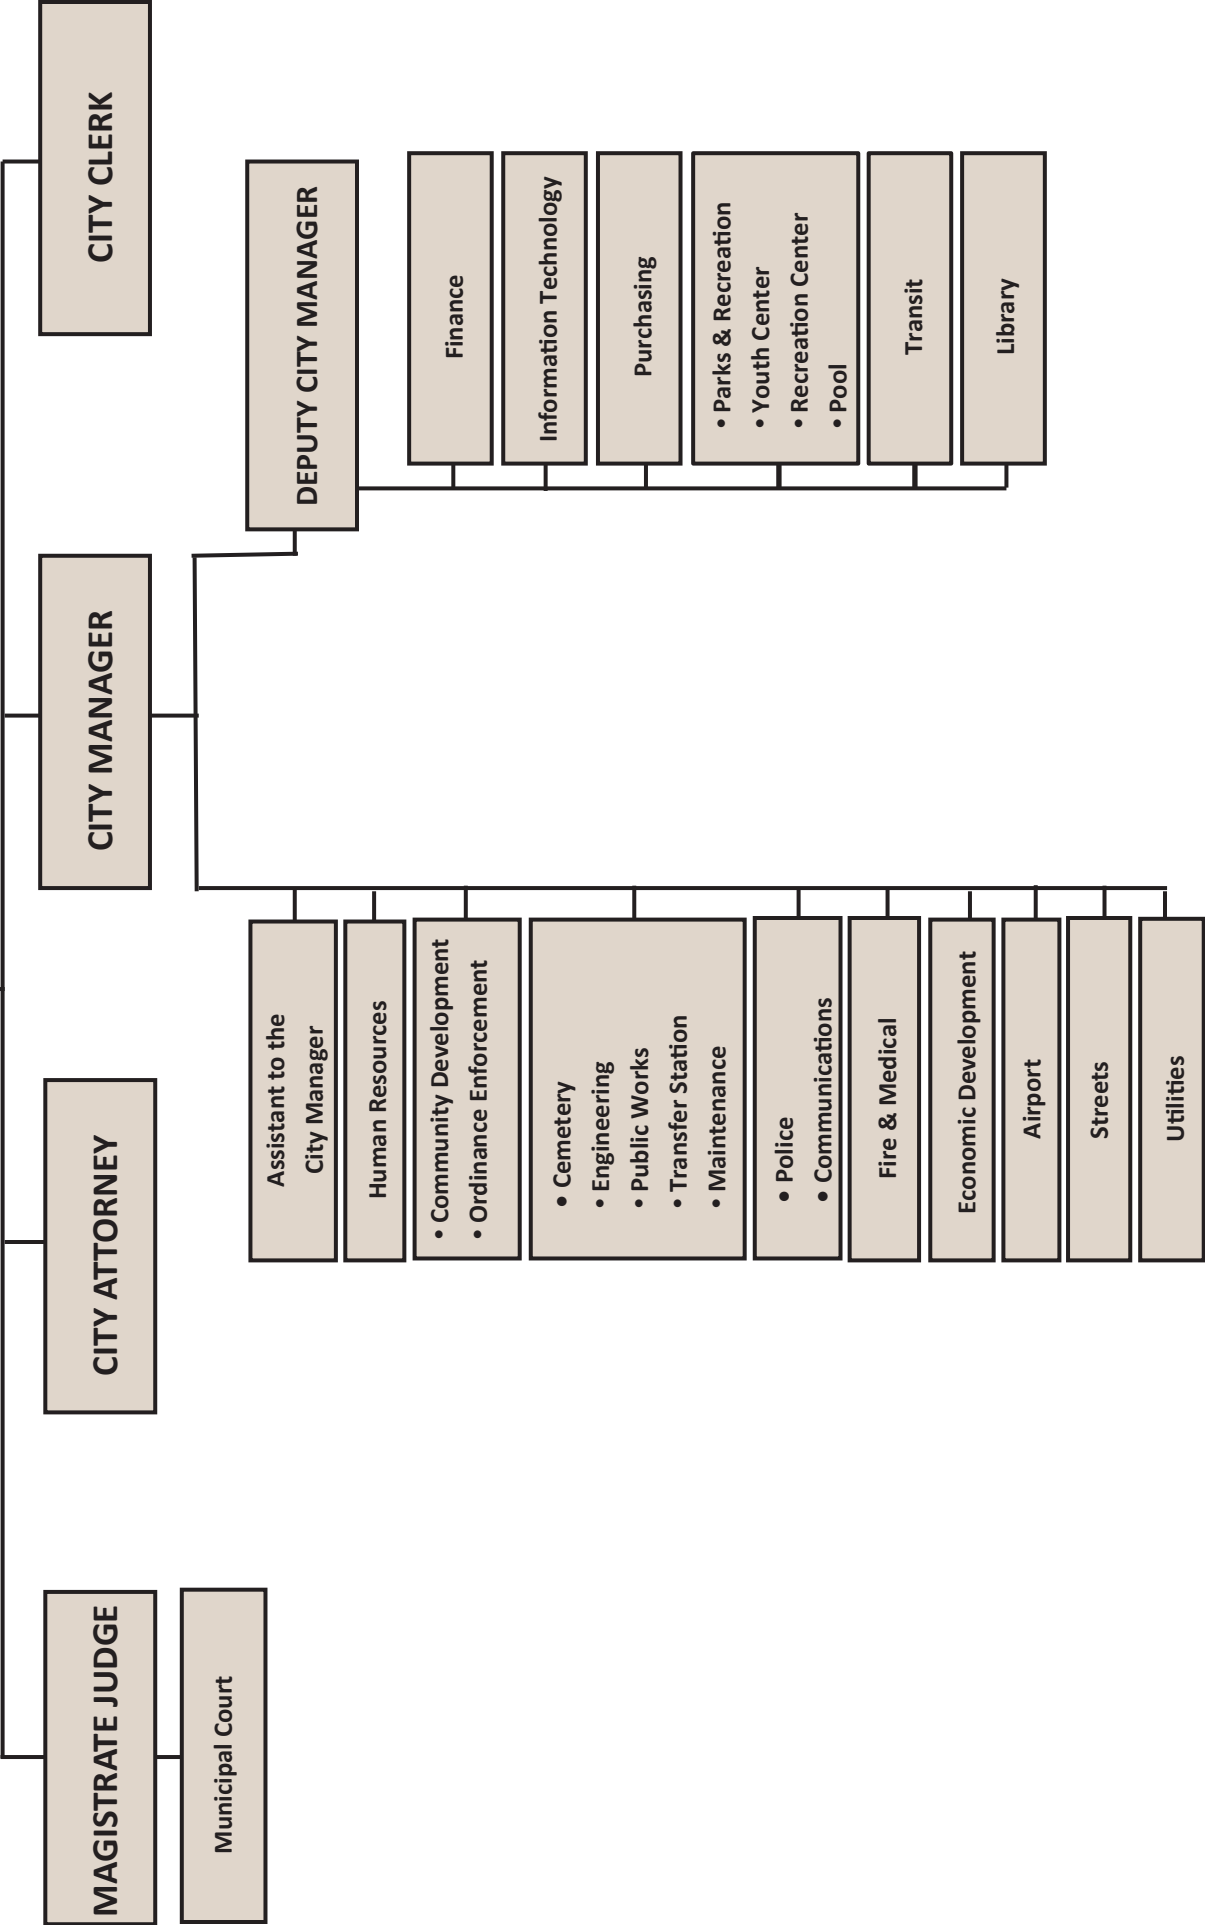 MAGISTRATE JUDGE
Municipal Court
CITY ATTORNEY
CITY MANAGER
Assistant to the
City Manager
Human Resources
• Community Development
• Ordinance Enforcement
• Cemetery
• Engineering
• Public Works
• Transfer Station
• Maintenance
• Police
• Communications
Fire & Medical
Economic Development
Airport
Streets
Utilities
DEPUTY CITY MANAGER
Finance
Information Technology
Purchasing
• Parks & Recreation
• Youth Center
• Recreation Center
• Pool
Transit
Library
CITY CLERK